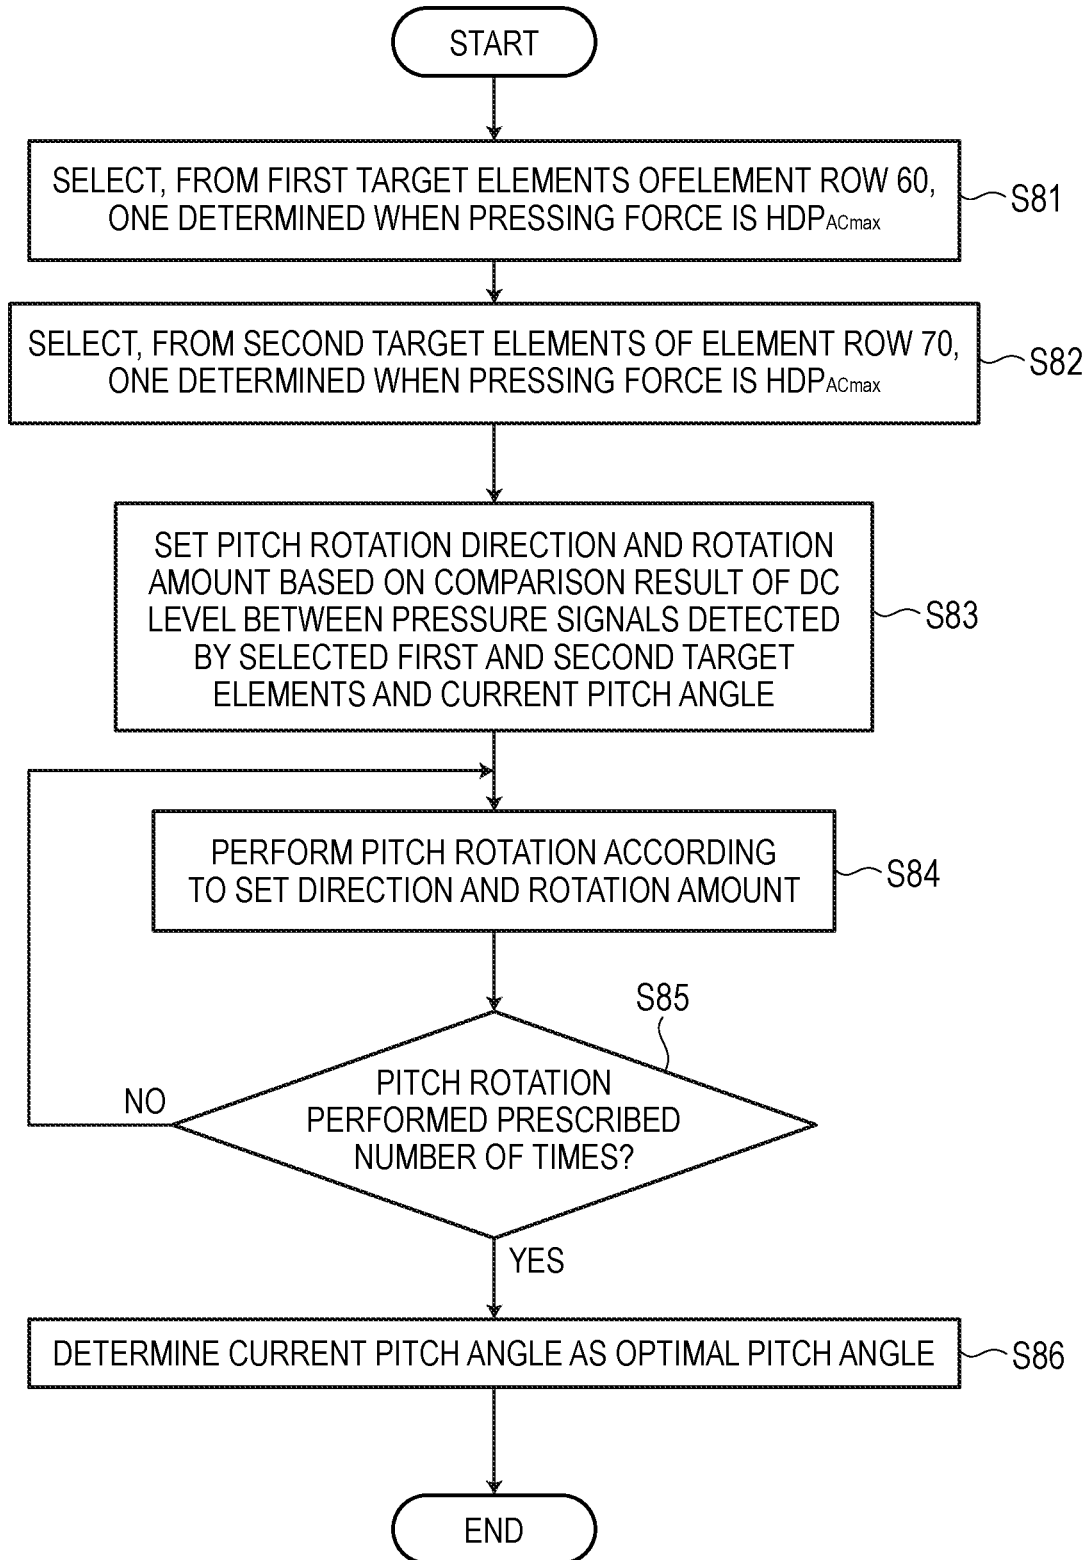 START
SELECT, FROM FIRST TARGET ELEMENTS OFELEMENT ROW 60,
ONE DETERMINED WHEN PRESSING FORCE IS HDPACmax
S81
SELECT, FROM SECOND TARGET ELEMENTS OF ELEMENT ROW 70,
ONE DETERMINED WHEN PRESSING FORCE IS HDPACmax
S82
SET PITCH ROTATION DIRECTION AND ROTATION
AMOUNT BASED ON COMPARISON RESULT OF DC
LEVEL BETWEEN PRESSURE SIGNALS DETECTED
BY SELECTED FIRST AND SECOND TARGET
ELEMENTS AND CURRENT PITCH ANGLE
S83
PERFORM PITCH ROTATION ACCORDING
TO SET DIRECTION AND ROTATION AMOUNT
S84
S85
PITCH ROTATION
PERFORMED PRESCRIBED
NUMBER OF TIMES?
NO
YES
DETERMINE CURRENT PITCH ANGLE AS OPTIMAL PITCH ANGLE
S86
END